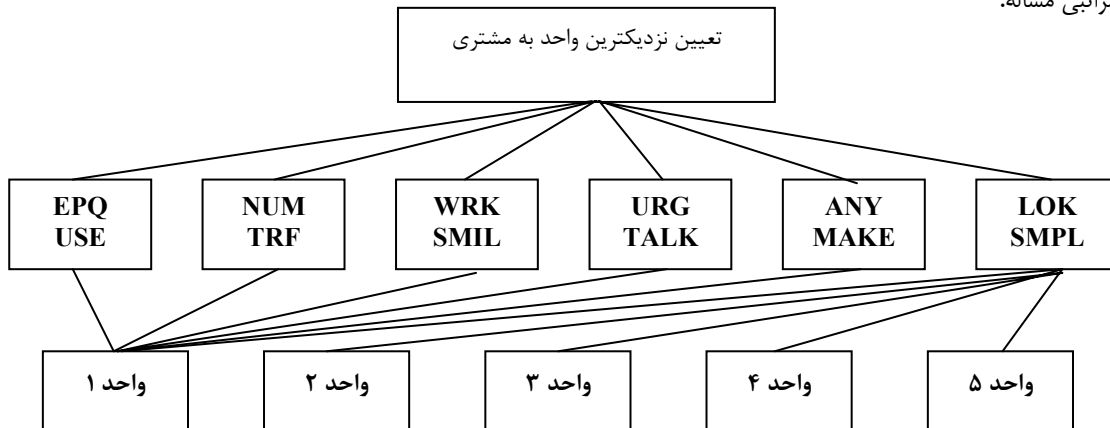 مساله.
تعیین نزدیکترین واحد به مشتری
EPQ NUM WRK URG ANY LOK
USE TRF SMIL TALK MAKE SMPL
واحد ۱ واحد ۲ واحد ۳ واحد ۴ واحد ۵